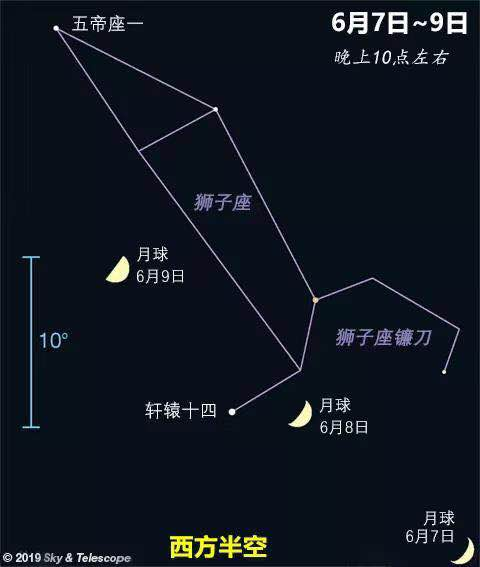 五帝座一
6月7日~9日
晚上10点左右
狮子座
月球
6月9日
10°
狮子座镰刀
轩辕十四
月球
6月8日
月球
6月7日
西方半空
© 2019 Sky & Telescope